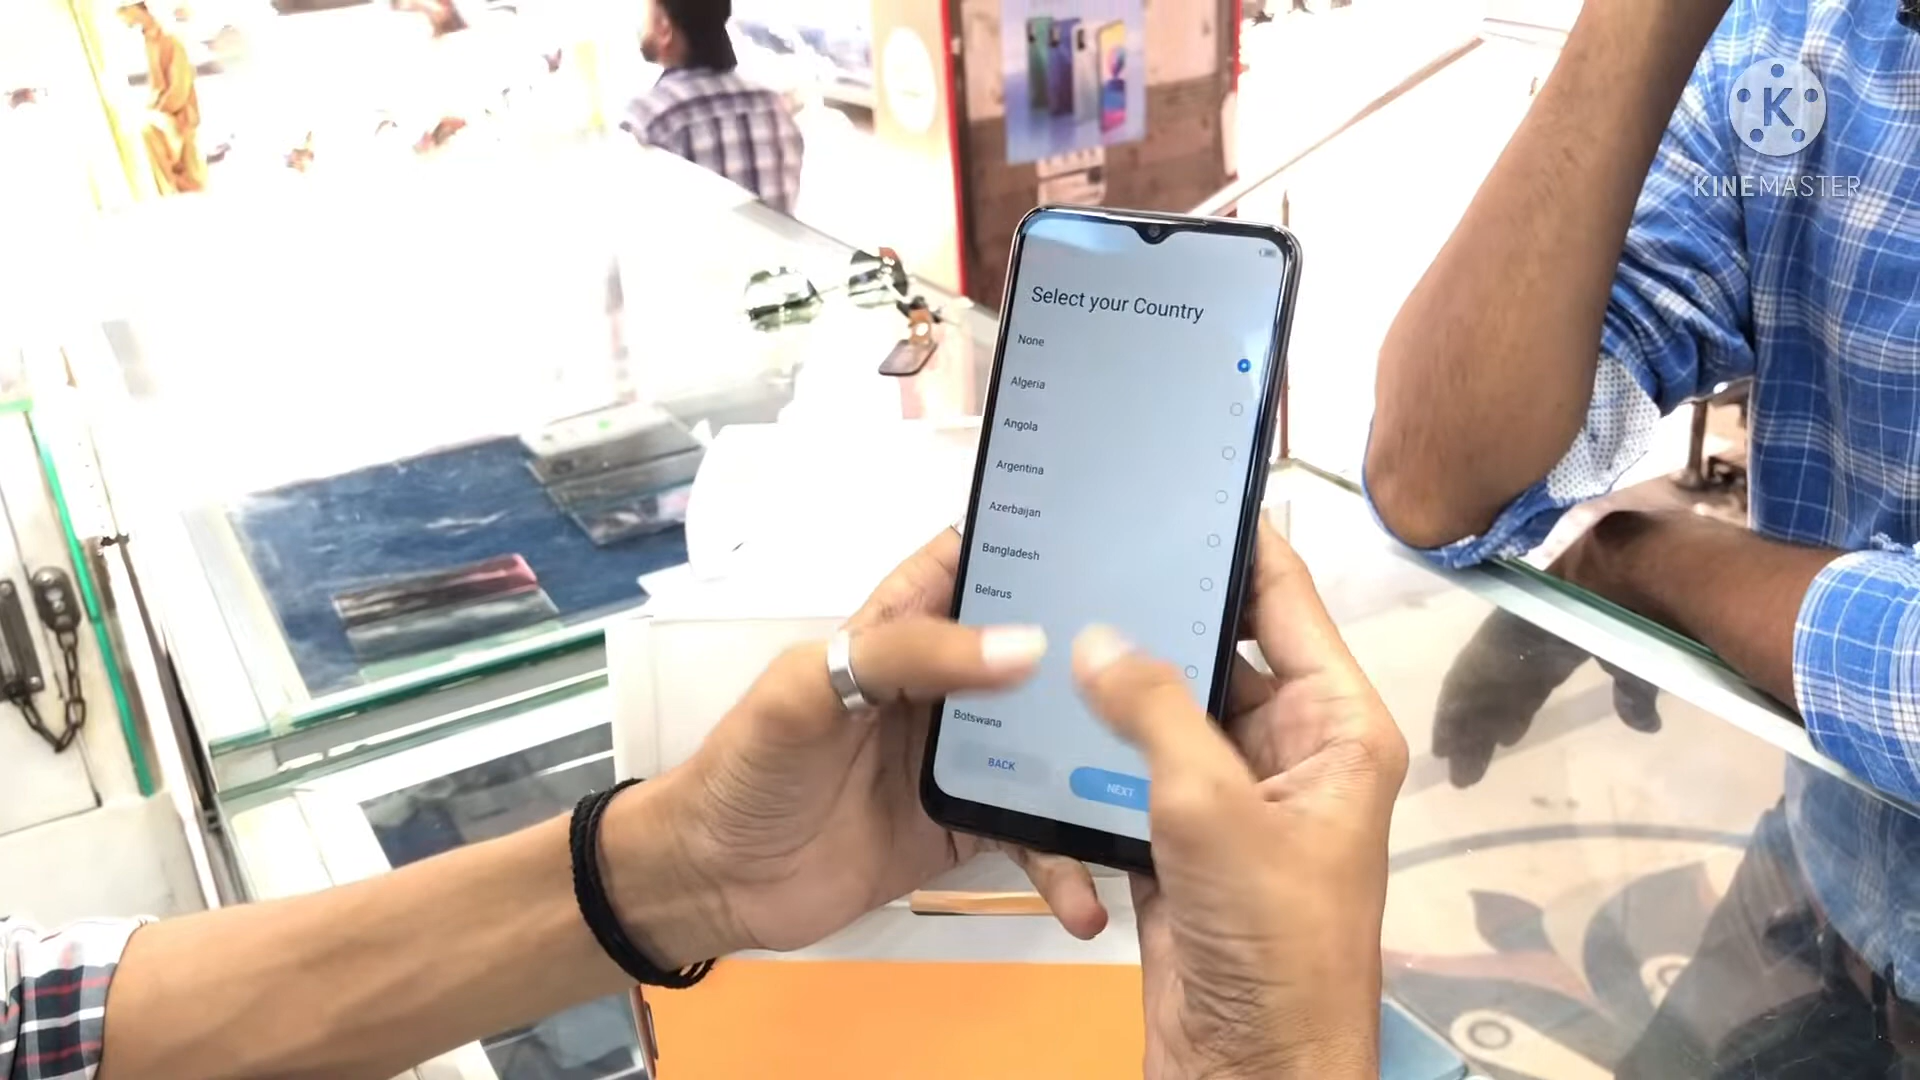 K
KINEMASTER
Select your Country
None
Algeria
Angola
Argentina
Azerbaijan
Bangladesh
Belarus
Botswana
BACK
NEXT